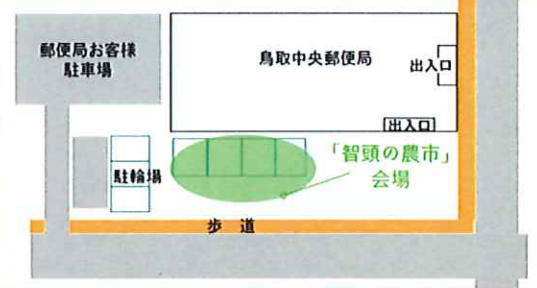 郵便局お客様
駐車場
鳥取中央郵便局
出入口
出入口
「智頭の農市」
会場
駐輪場
歩 道